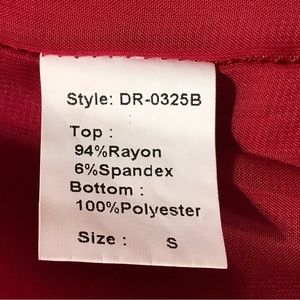 Style: DR-0325B
Top :
94%Rayon
6%Spandex
Bottom :
100%Polyester
Size : S